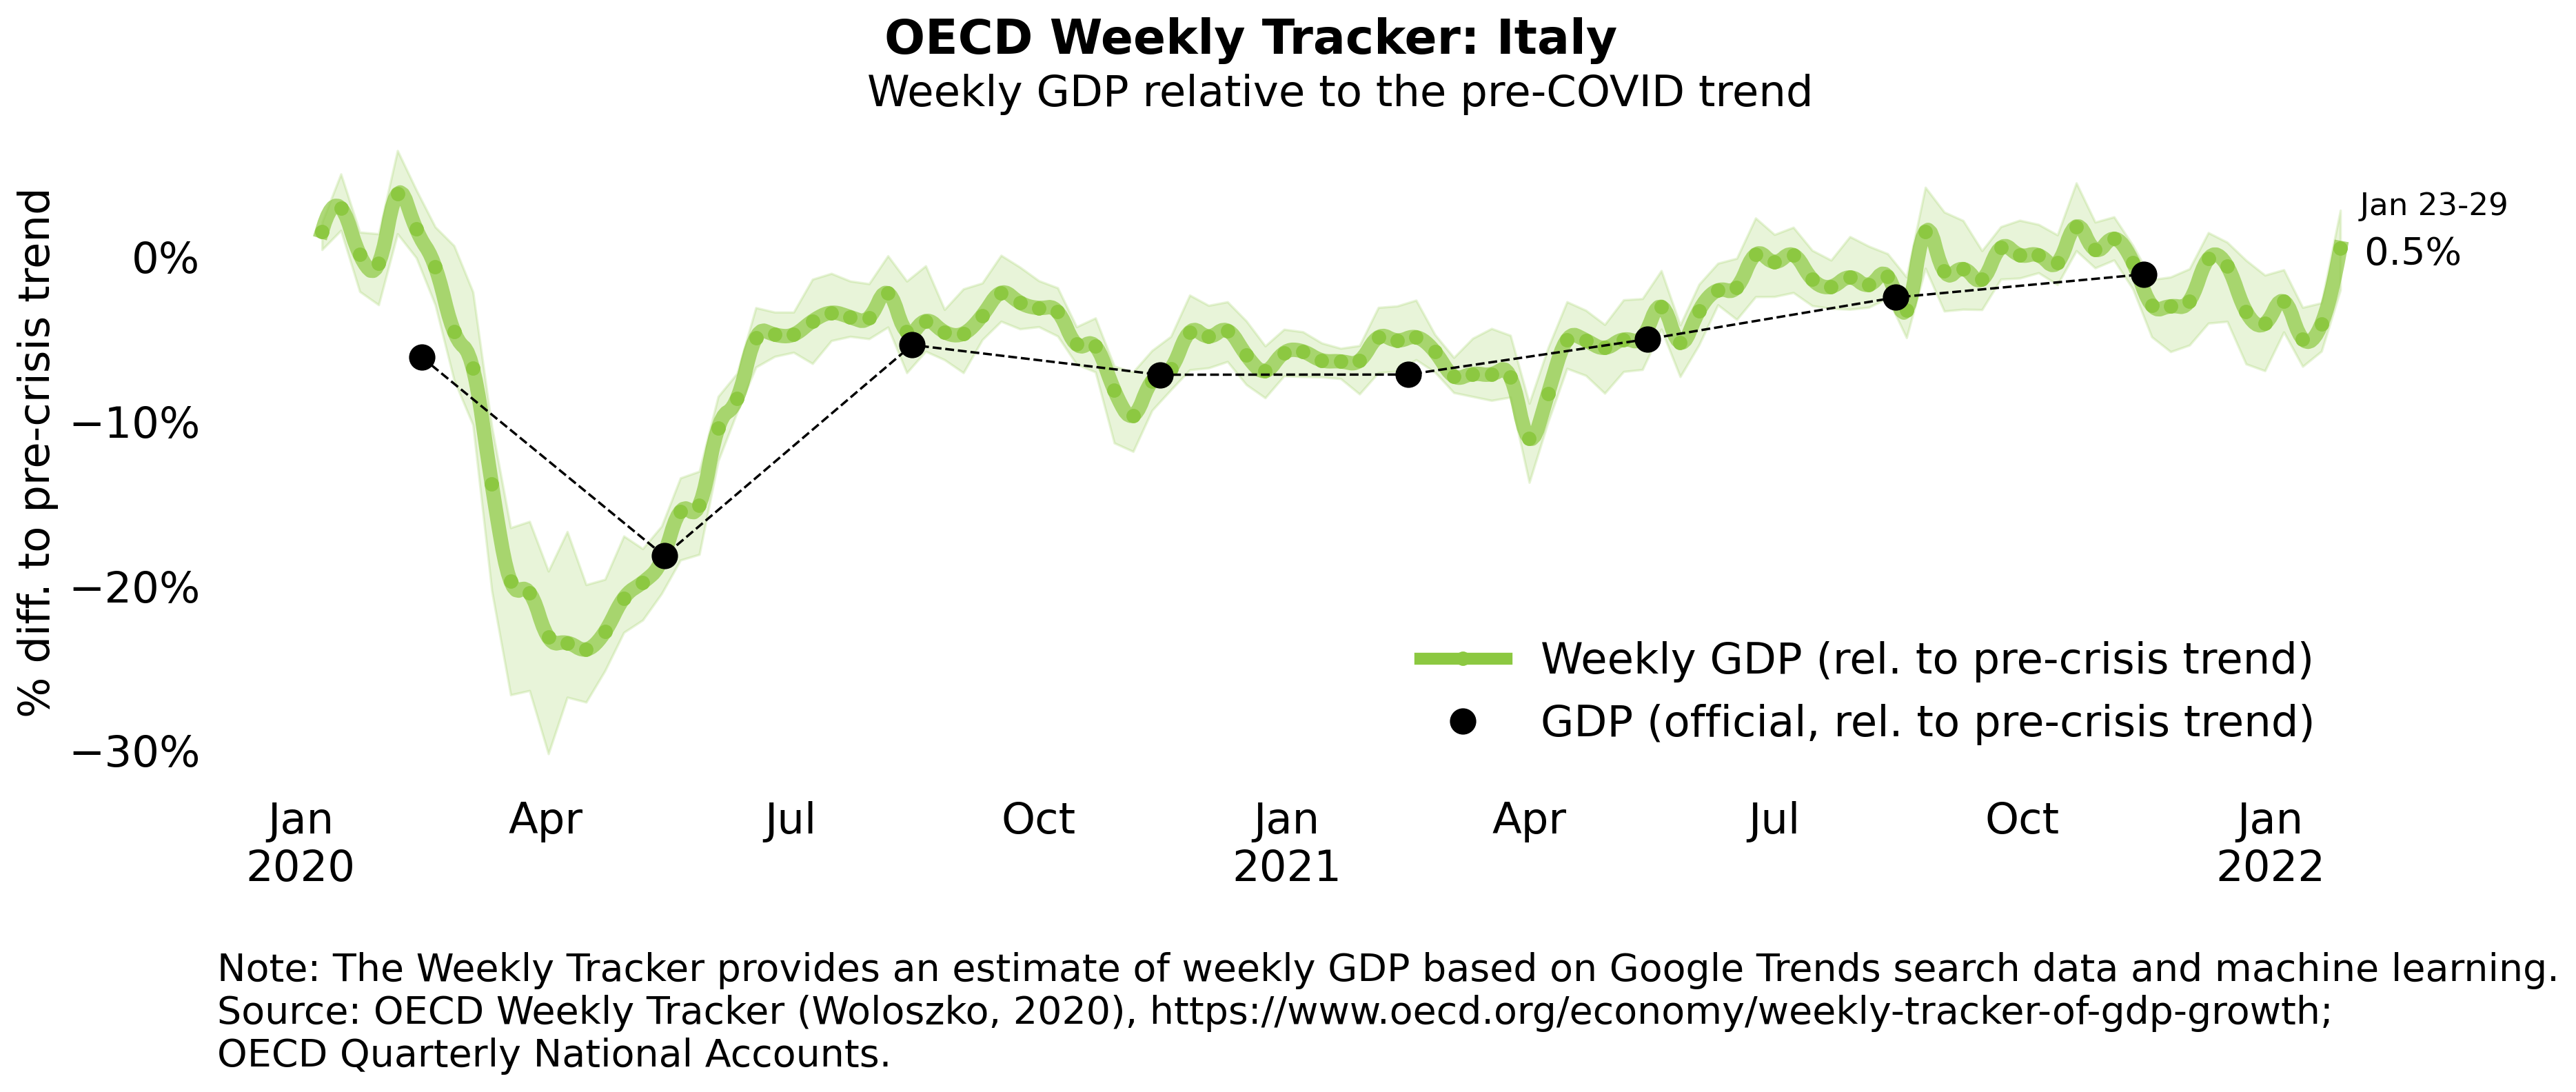 OECD Weekly Tracker: Italy
Weekly GDP relative to the pre-COVID trend
% diff. to pre-crisis trend
0%
−10%
−20%
−30%
Jan 23-29
0.5%
Weekly GDP (rel. to pre-crisis trend)
GDP (official, rel. to pre-crisis trend)
Jan Apr Jul Oct Jan Apr Jul Oct Jan
2020 2021 2022
Note: The Weekly Tracker provides an estimate of weekly GDP based on Google Trends search data and machine learning.
Source: OECD Weekly Tracker (Woloszko, 2020), https://www.oecd.org/economy/weekly-tracker-of-gdp-growth;
OECD Quarterly National Accounts.